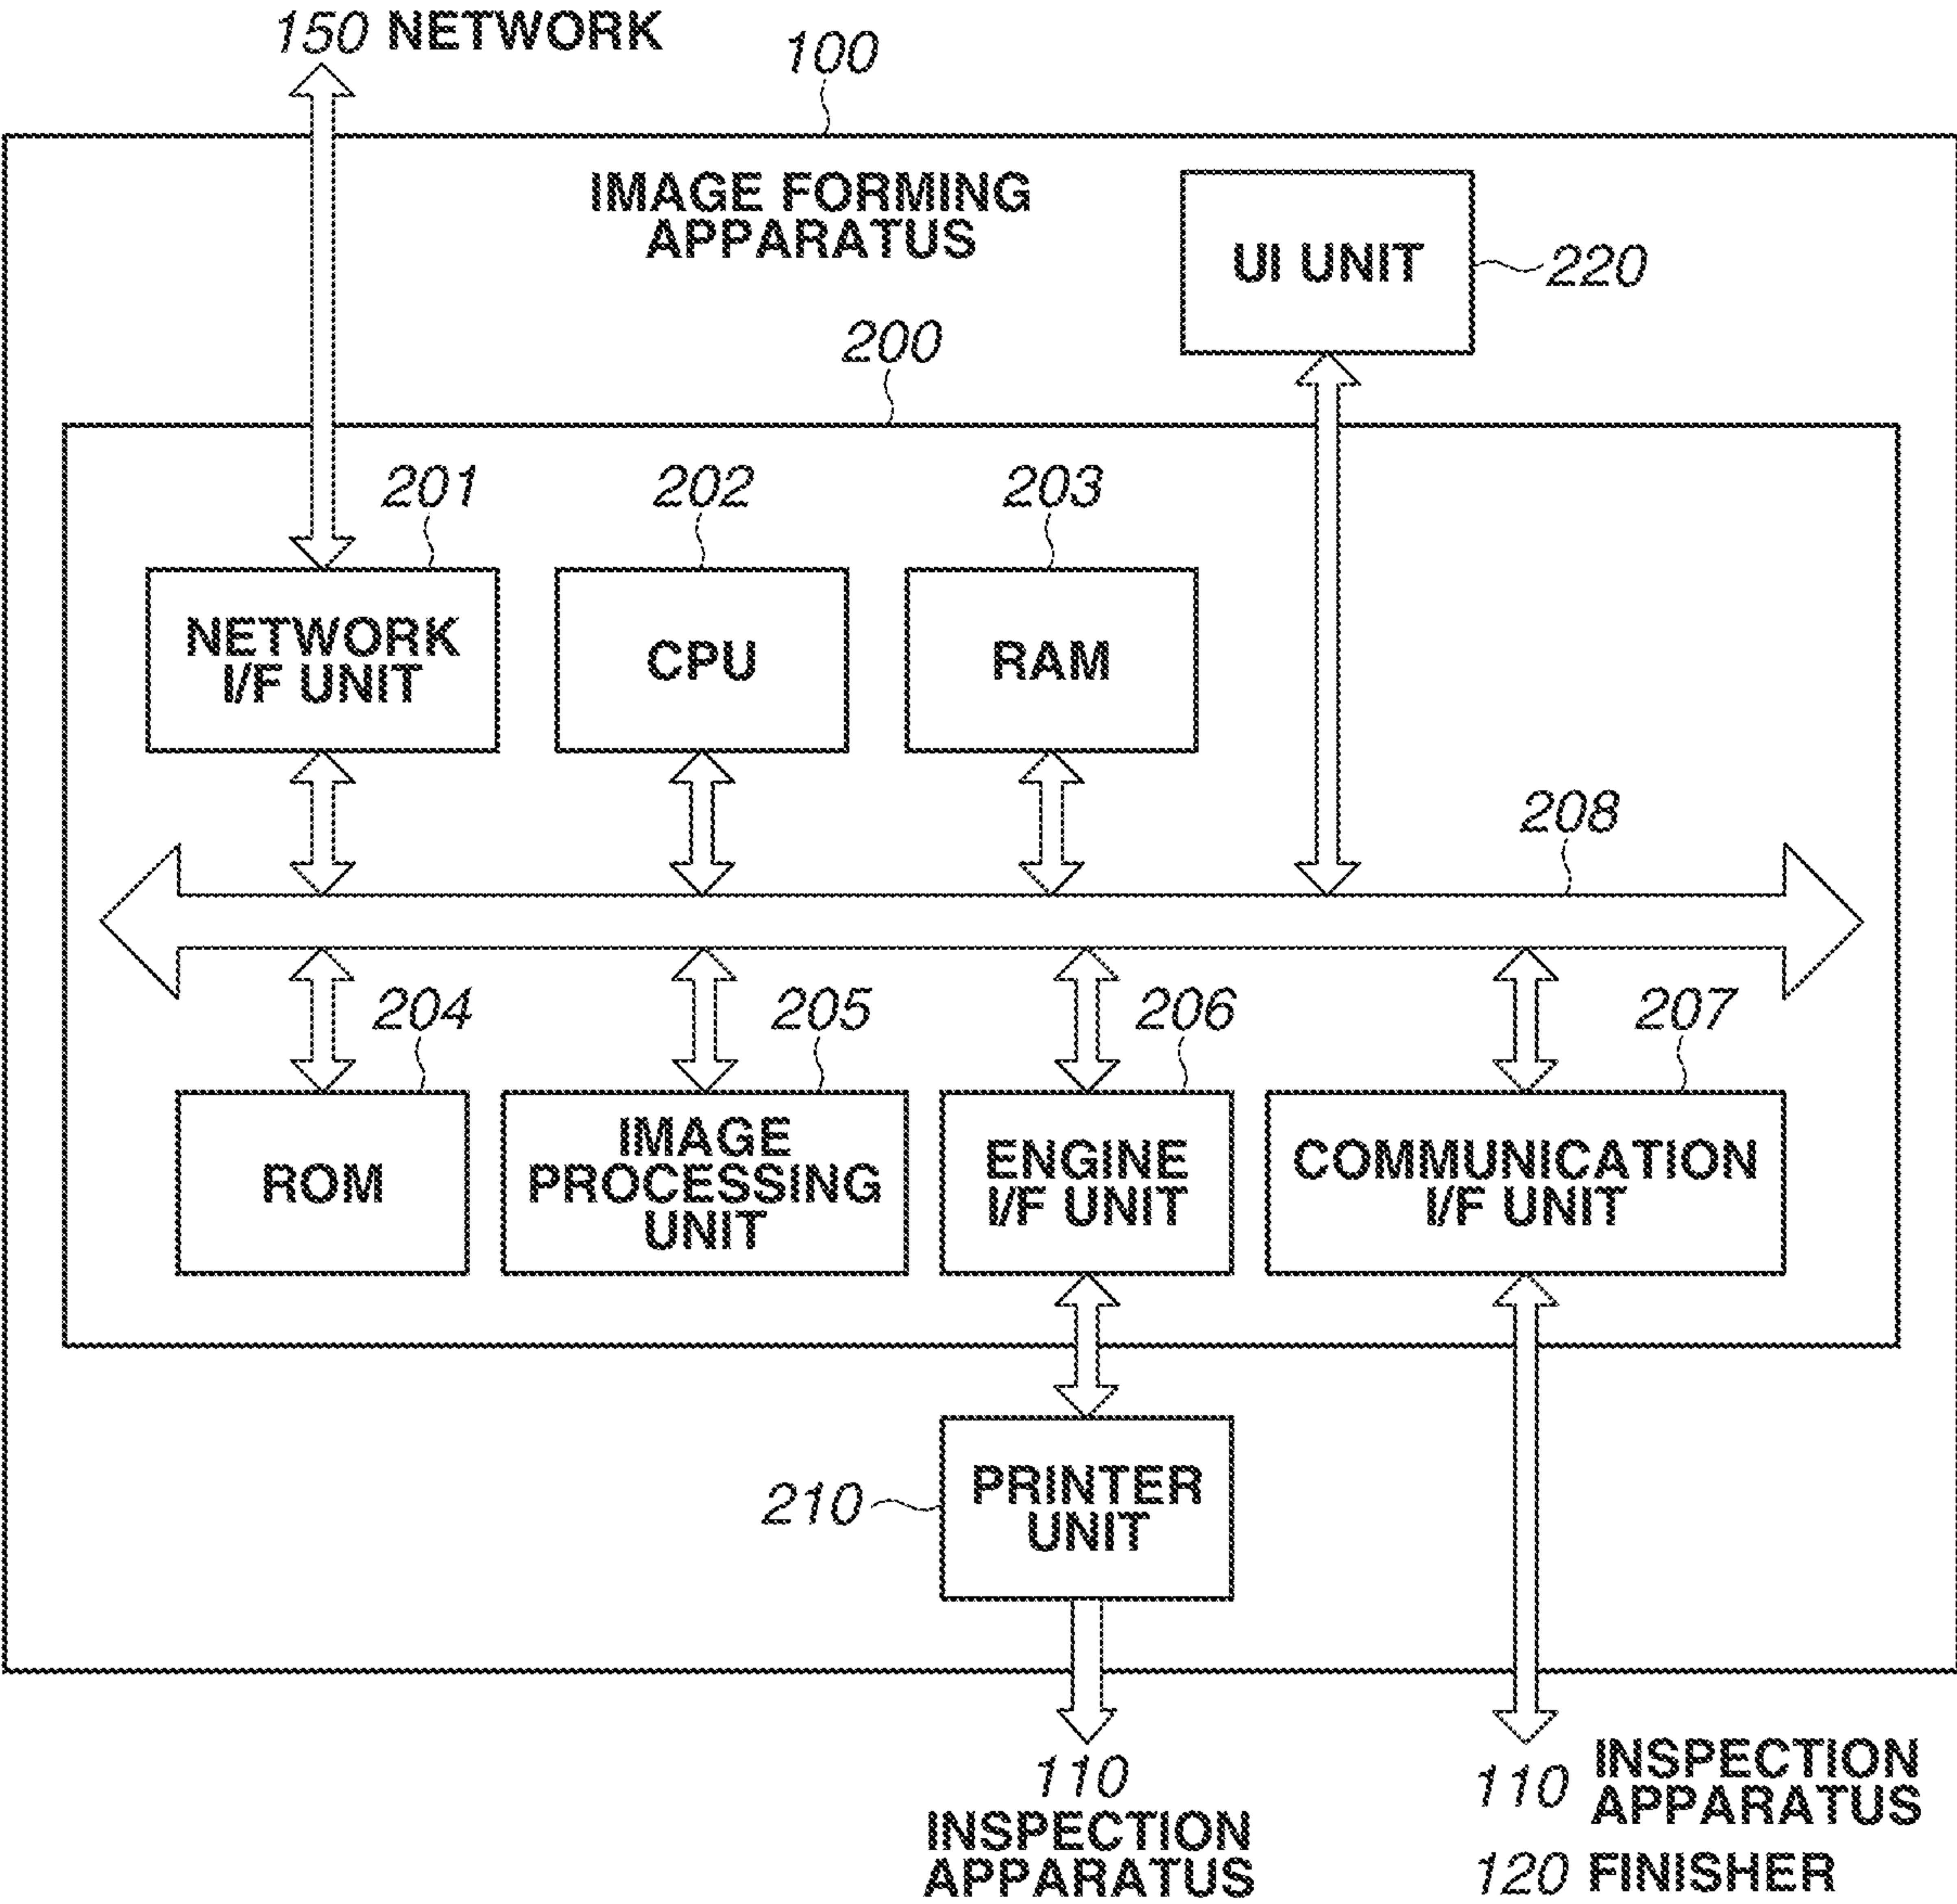 150 NETWORK
100
IMAGE FORMING
APPARATUS
UI UNIT
220
200
201
202
203
NETWORK
I/F UNIT
CPU
RAM
208
204
205
206
207
ROM
IMAGE
PROCESSING
UNIT
ENGINE
I/F UNIT
COMMUNICATION
I/F UNIT
210
PRINTER
UNIT
110
INSPECTION
APPARATUS
110 INSPECTION
APPARATUS
120 FINISHER